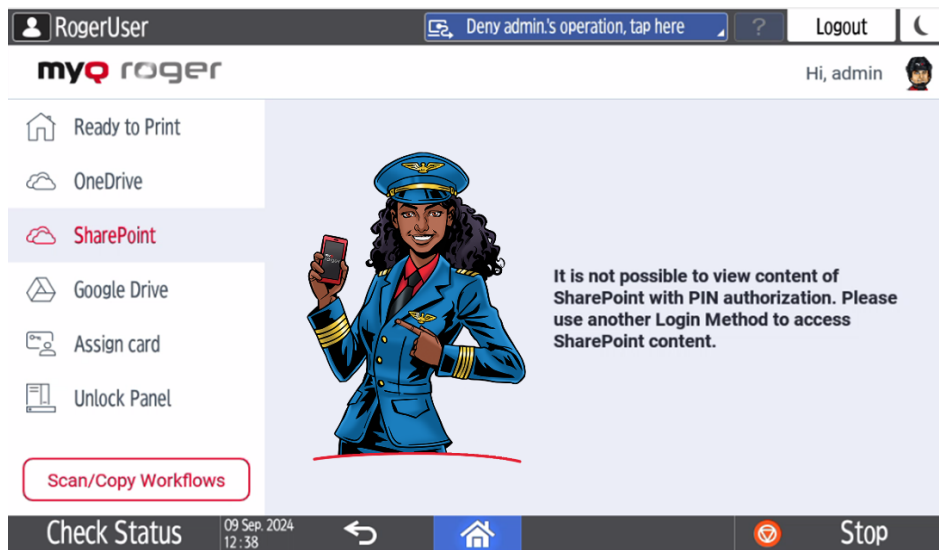 RogerUser
Deny admin.'s operation, tap here
?
Logout
myq roger
Hi, admin
Ready to Print
OneDrive
SharePoint
Google Drive
Assign card
Unlock Panel
Scan/Copy Workflows
roger
It is not possible to view content of
SharePoint with PIN authorization. Please
use another Login Method to access
SharePoint content.
Check Status
09 Sep. 2024
12:38
Stop